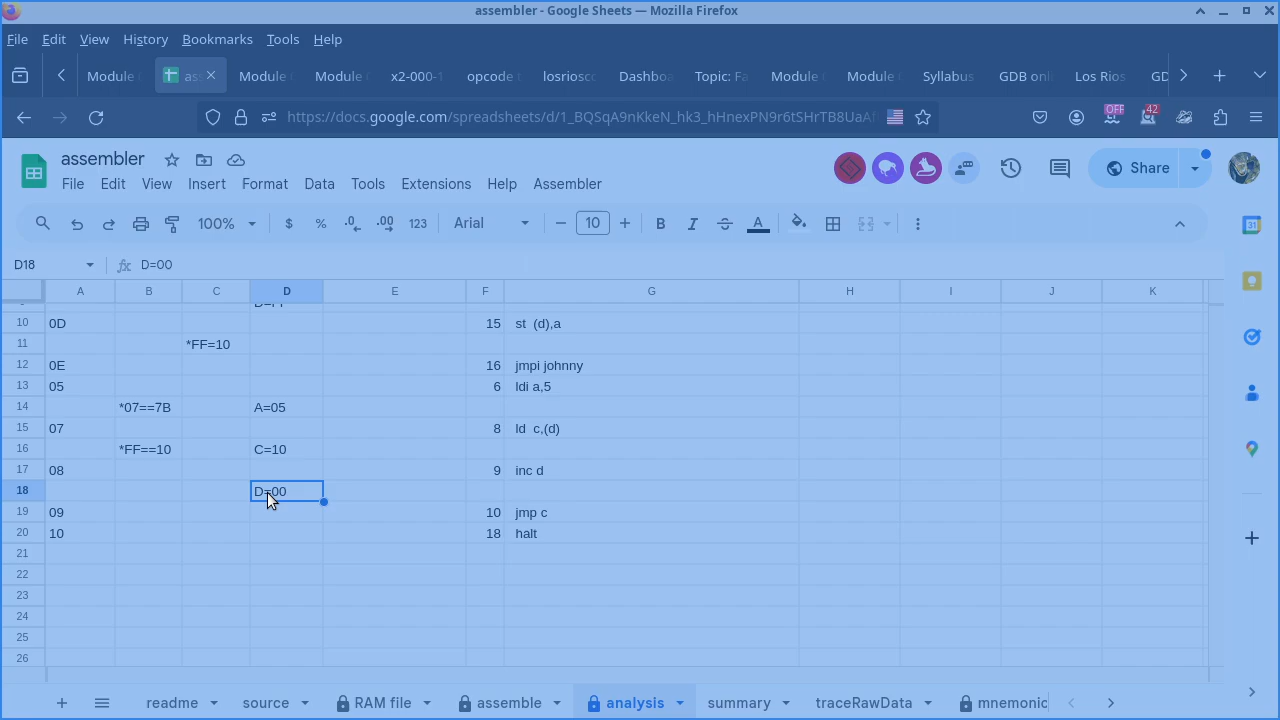 assembler - Google Sheets — Mozilla Firefox
File Edit View History Bookmarks Tools Help
Module as Module Module x2-000-1 opcode losriosc Dashboa Topic: Fa Module Module Syllabus GDB onl Los Rios GD
https://docs.google.com/spreadsheets/d/1_BQSqA9nKkeN_hk3_hHnexPN9r6tSHrTB8UaA OFF 42
assembler
File Edit View Insert Format Data Tools Extensions Help Assembler
Share
100% $ % .0 .00 123 Arial 10 B I A
31
D18 fx D=00
A B C D E F G H I J K
10 0D 15 st (d),a
11 *FF=10
12 0E 16 jmpi johnny
13 05 6 ldi a,5
14 *07==7B A=05
15 07 8 ld c,(d)
16 *FF==10 C=10
17 08 9 inc d
18 D=00
19 09 10 jmp c
20 10 18 halt
21
22
23
24
25
26
readme source RAM file assemble analysis summary traceRawData mnemonic